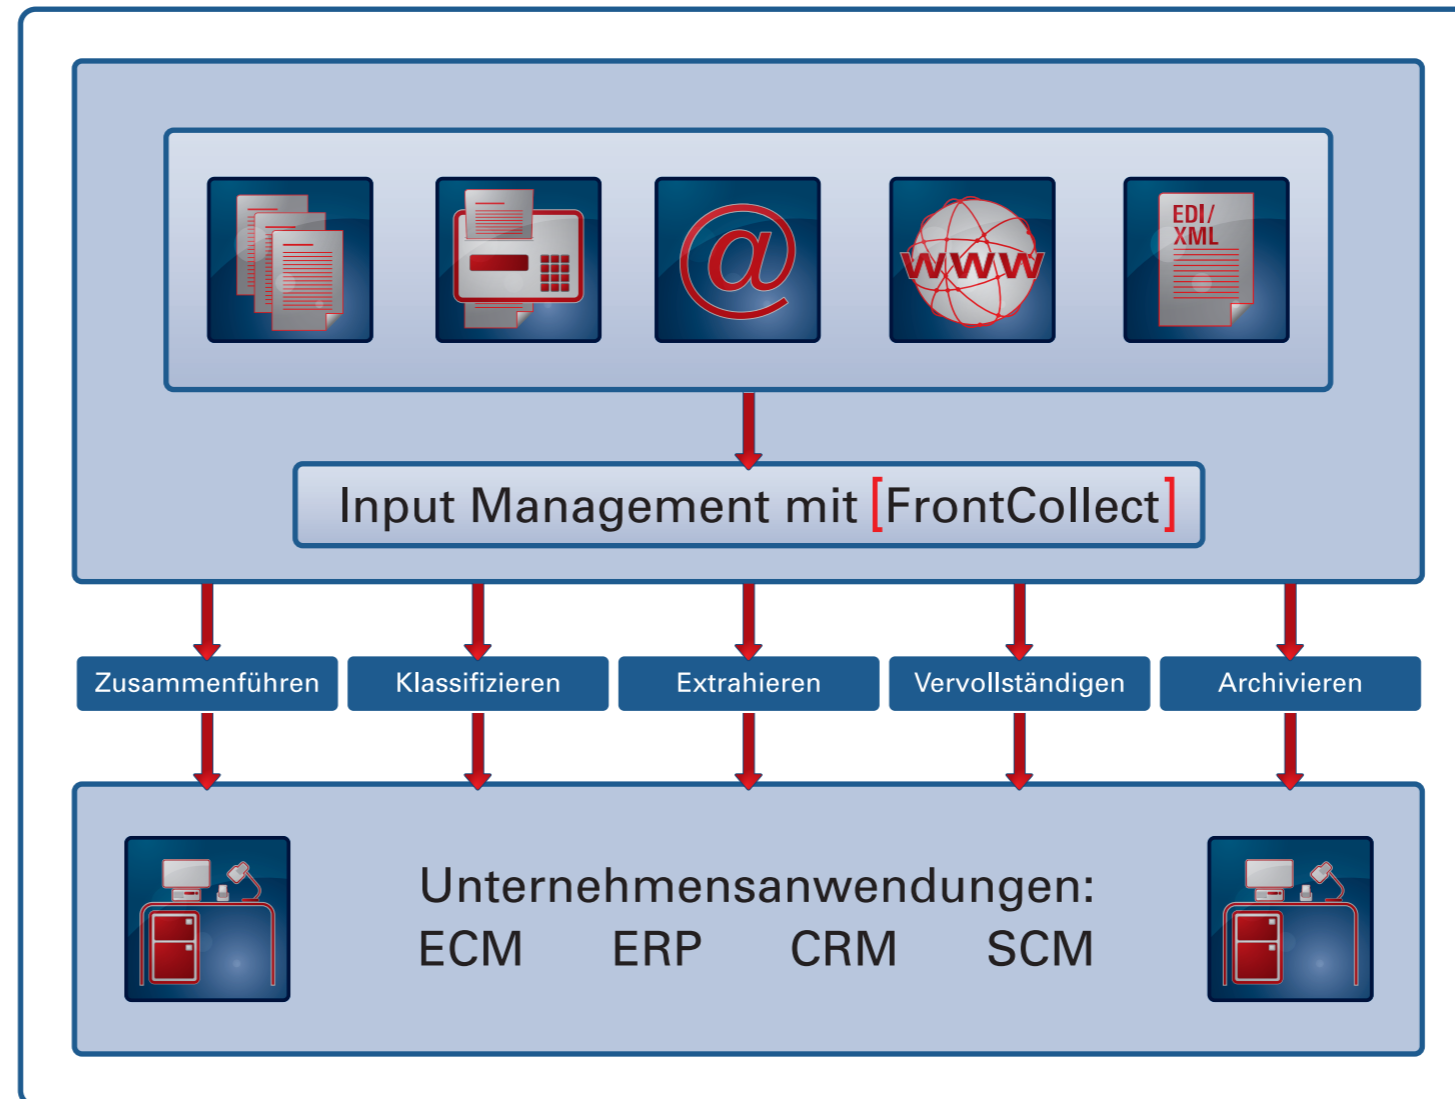 @
www
EDI/
XML
Input Management mit [FrontCollect]
Zusammenführen
Klassifizieren
Extrahieren
Vervollständigen
Archivieren
Unternehmensanwendungen:
ECM ERP CRM SCM